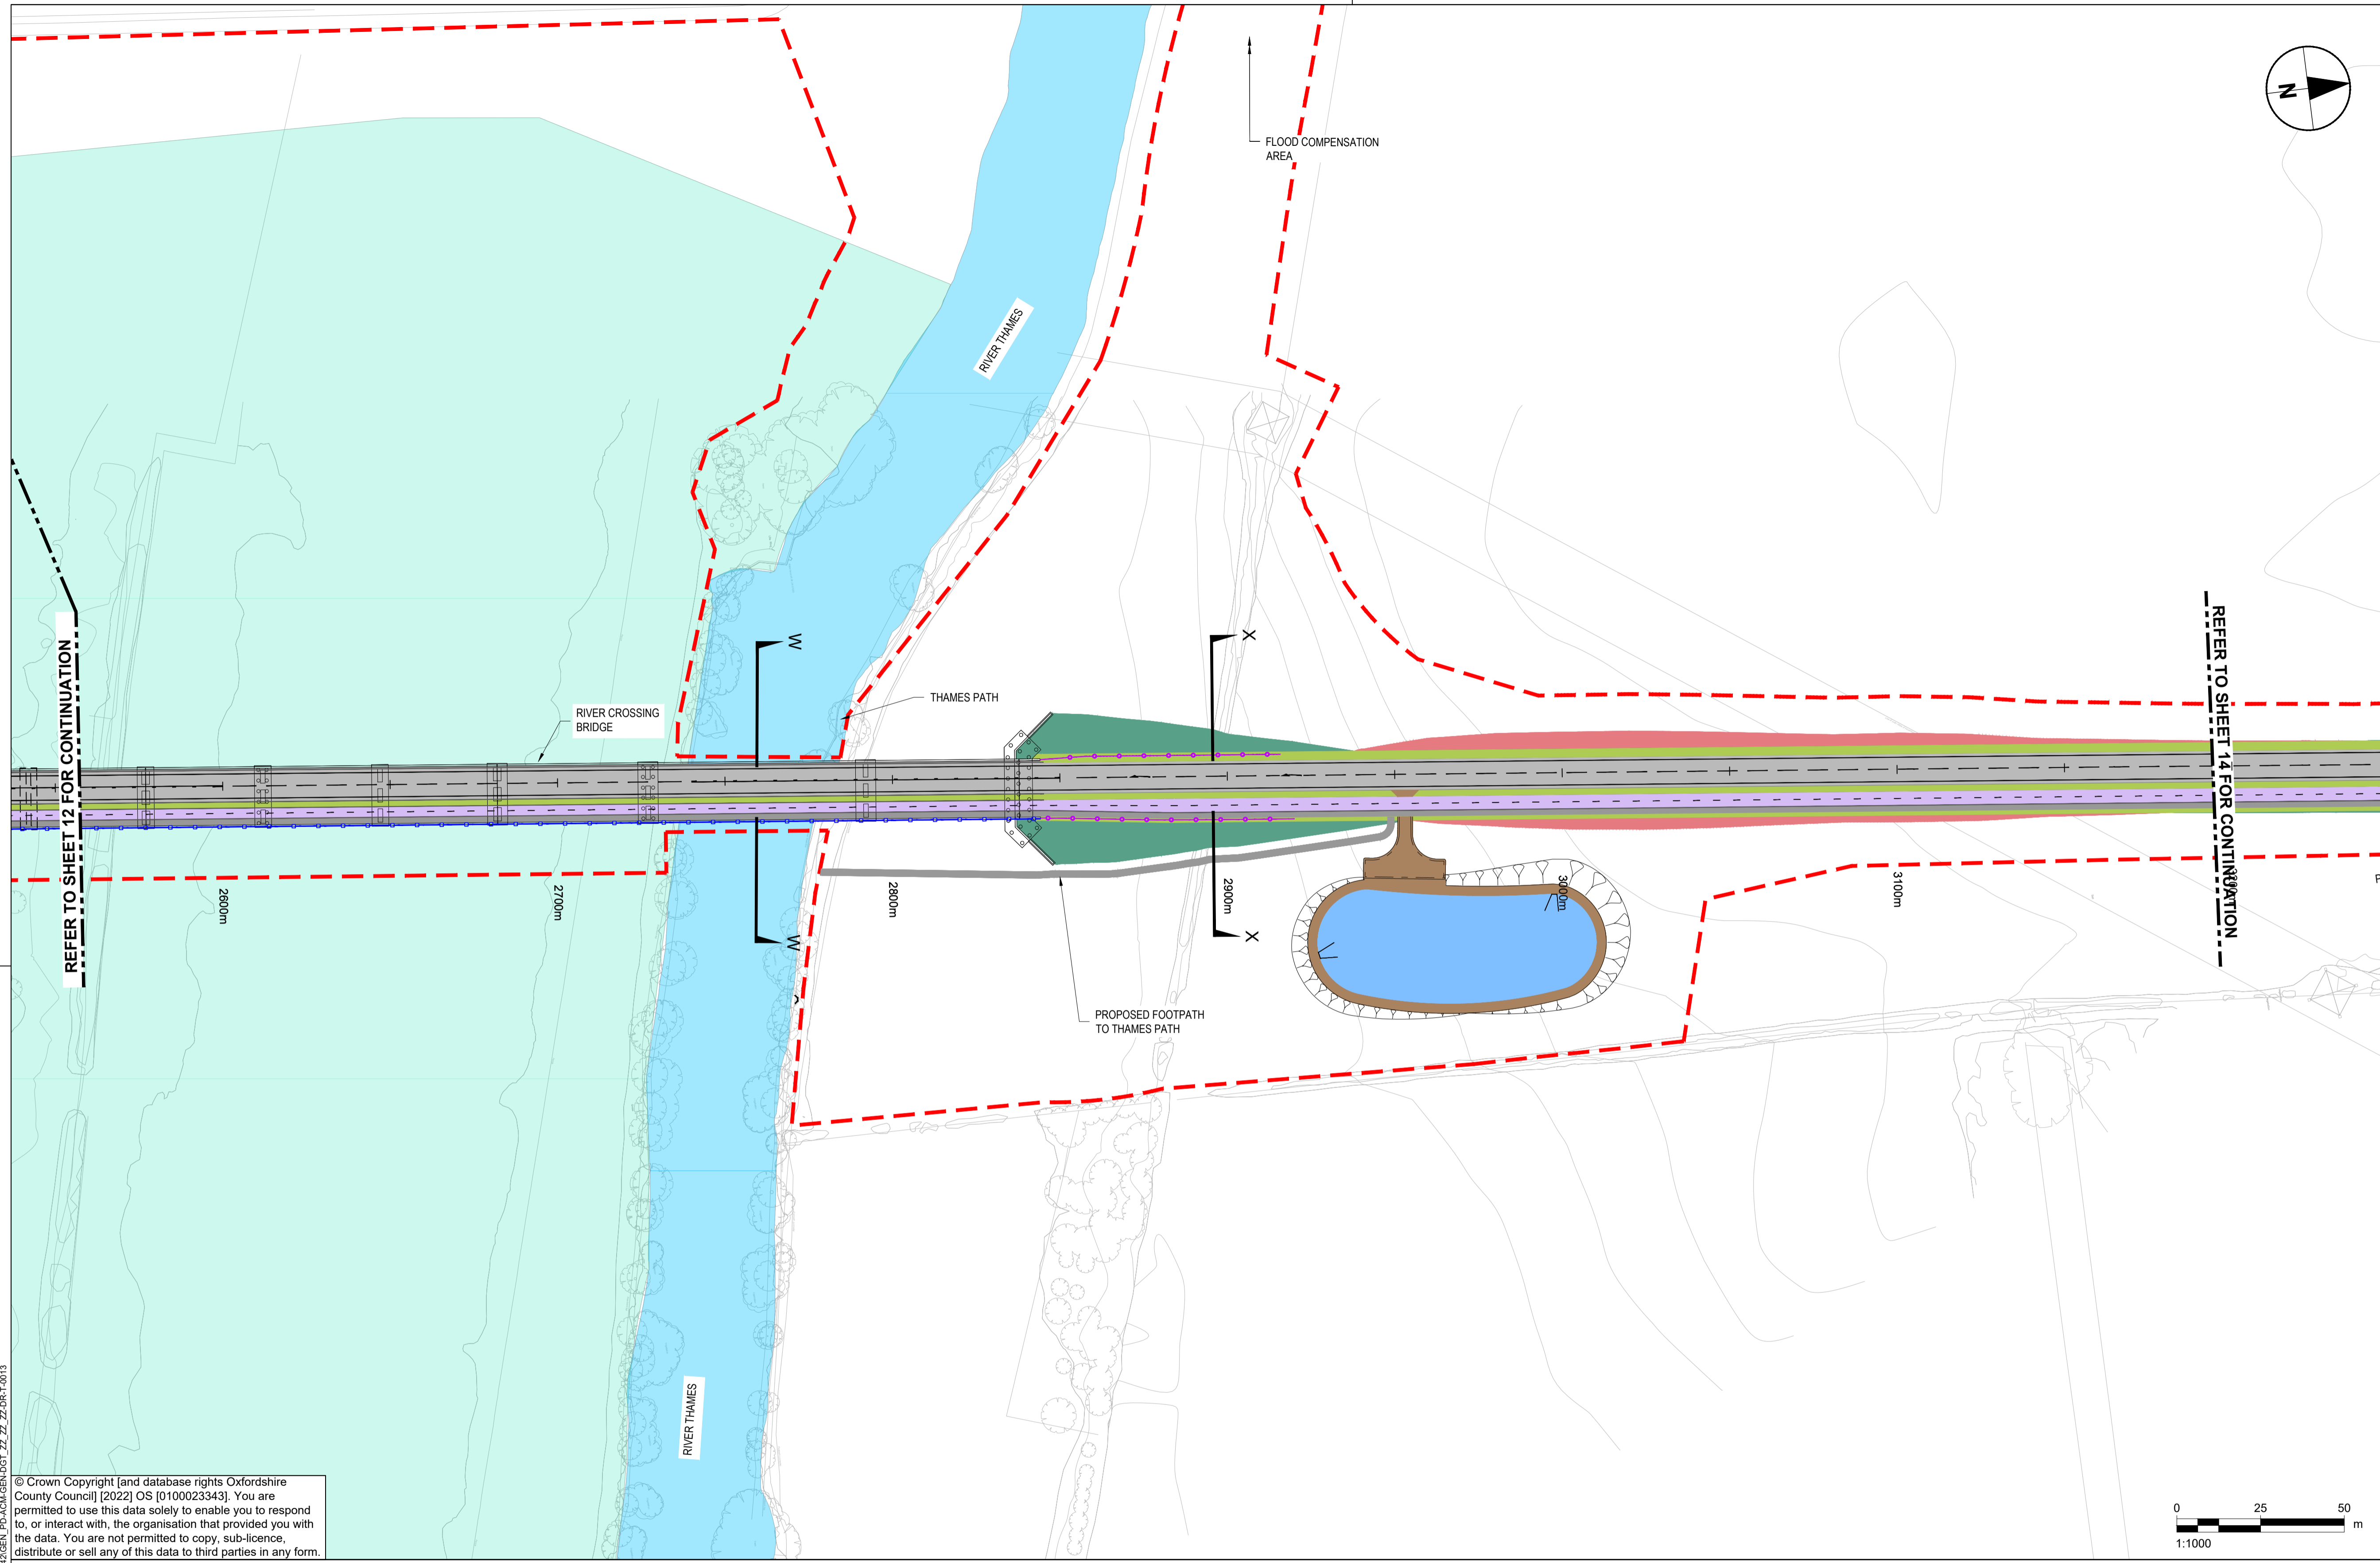 N
FLOOD COMPENSATION
AREA
RIVER THAMES
REFER TO SHEET 12 FOR CONTINUATION
REFER TO SHEET 14 FOR CONTINUATION
W
X
THAMES PATH
RIVER CROSSING
BRIDGE
2600m
2700m
2800m
2900m
3000m
3100m
W
X
PROPOSED FOOTPATH
TO THAMES PATH
RIVER THAMES
© Crown Copyright [and database rights Oxfordshire
County Council] [2022] OS [0100023343]. You are
permitted to use this data solely to enable you to respond
to, or interact with, the organisation that provided you with
the data. You are not permitted to copy, sub-licence,
distribute or sell any of this data to third parties in any form.
0 25 50
m
1:1000